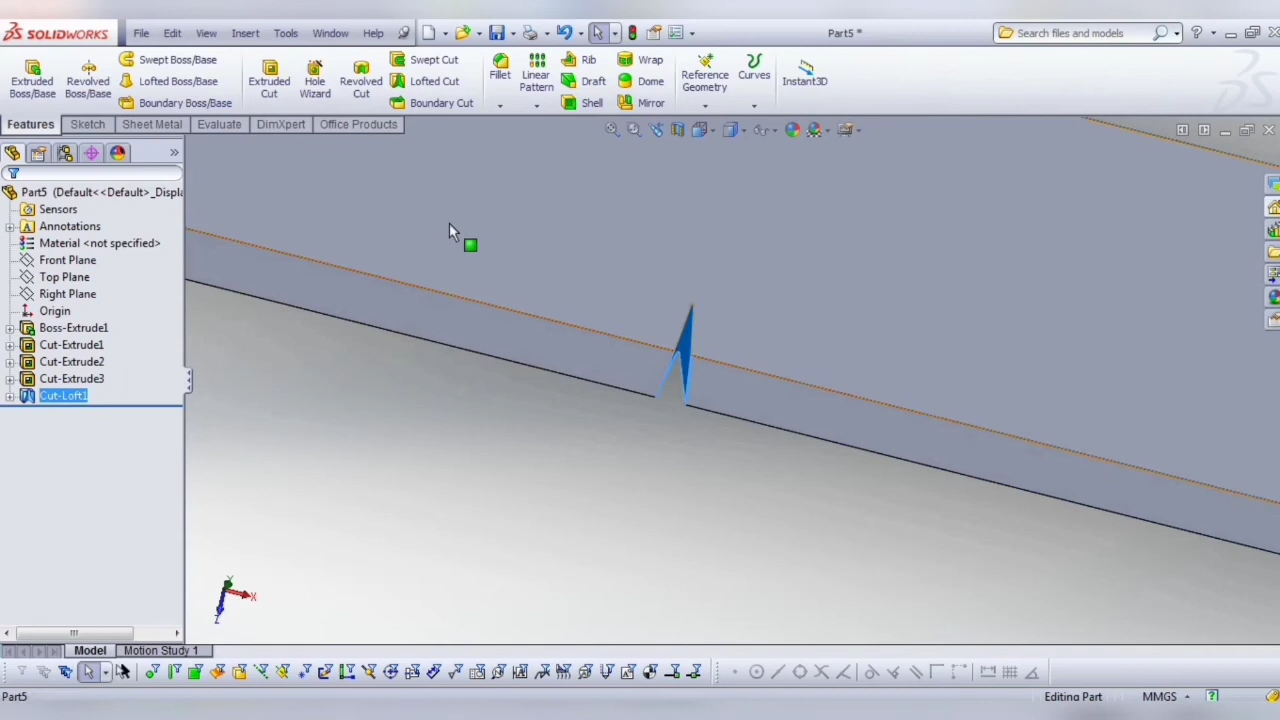 SOLIDWORKS File Edit View Insert Tools Window Help Part5 * Search files and models
Extruded Boss/Base
Revolved Boss/Base
Swept Boss/Base
Lofted Boss/Base
Boundary Boss/Base
Extruded Cut
Hole Wizard
Revolved Cut
Swept Cut
Lofted Cut
Boundary Cut
Fillet
Linear Pattern
Rib
Draft
Shell
Wrap
Dome
Mirror
Reference Geometry
Curves
Instant3D
Features Sketch Sheet Metal Evaluate DimXpert Office Products
Part5 (Default<<Default>_Displa
Sensors
Annotations
Material <not specified>
Front Plane
Top Plane
Right Plane
Origin
Boss-Extrude1
Cut-Extrude1
Cut-Extrude2
Cut-Extrude3
Cut-Loft1
Y
X
Z
Model Motion Study 1
Part5 Editing Part MMGS